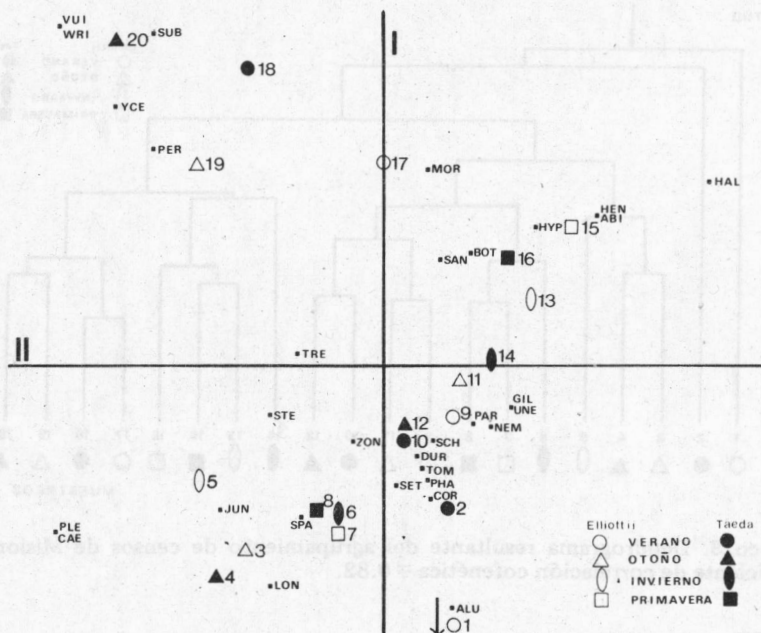 VUI
WRI
20
SUB
I
18
YCE
PER
19
17
MOR
HAL
HEN
ABI
HYP
15
SAN
BOT
16
13
II
TRE
14
11
GIL
UNE
STE
9
PAR
NEM
12
ZON
10
SCH
DUR
TOM
5
SET
PHA
COR
2
JUN
8
6
SPA
7
PLE
CAE
3
4
LON
ALU
1
Elliottii
Taeda
VERANO
OTOÑO
INVIERNO
PRIMAVERA